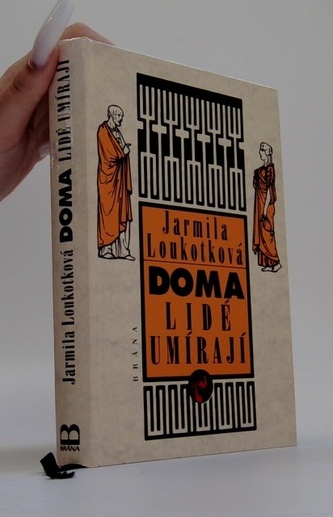 Jarmila Loukotková DOMA LIDÉ UMÍRAJÍ
B
BRÁNA
Jarmila
Loukotková
DOMA
LIDÉ
UMÍRAJÍ
BRÁNA